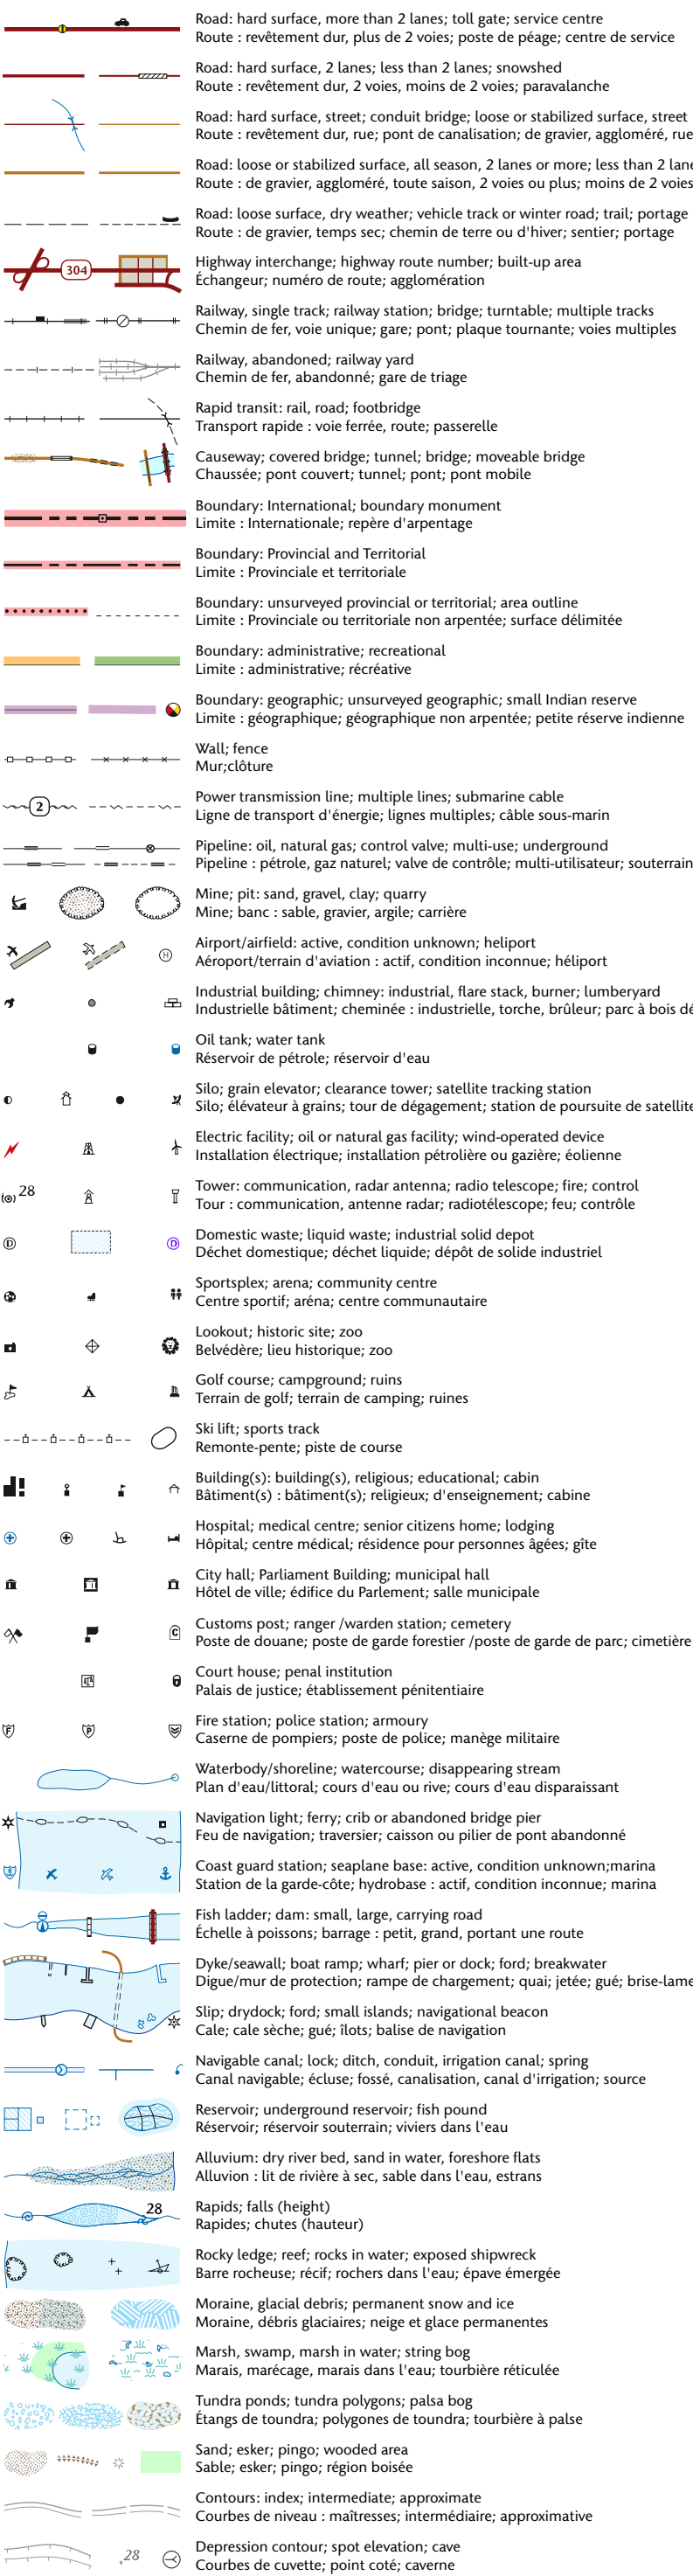 Road: hard surface, more than 2 lanes; toll gate; service centre
Route : revêtement dur, plus de 2 voies; poste de péage; centre de service
Road: hard surface, 2 lanes; less than 2 lanes; snowshed
Route : revêtement dur, 2 voies, moins de 2 voies; paravalanche
Road: hard surface, street; conduit bridge; loose or stabilized surface, street
Route : revêtement dur, rue; pont de canalisation; de gravier, aggloméré, rue
Road: loose or stabilized surface, all season, 2 lanes or more; less than 2 lane
Route : de gravier, aggloméré, toute saison, 2 voies ou plus; moins de 2 voies
Road: loose surface, dry weather; vehicle track or winter road; trail; portage
Route : de gravier, temps sec; chemin de terre ou d'hiver; sentier; portage
304
Highway interchange; highway route number; built-up area
Échangeur; numéro de route; agglomération
Railway, single track; railway station; bridge; turntable; multiple tracks
Chemin de fer, voie unique; gare; pont; plaque tournante; voies multiples
Railway, abandoned; railway yard
Chemin de fer, abandonné; gare de triage
Rapid transit: rail, road; footbridge
Transport rapide : voie ferrée, route; passerelle
Causeway; covered bridge; tunnel; bridge; moveable bridge
Chaussée; pont couvert; tunnel; pont; pont mobile
Boundary: International; boundary monument
Limite : Internationale; repère d'arpentage
Boundary: Provincial and Territorial
Limite : Provinciale et territoriale
Boundary: unsurveyed provincial or territorial; area outline
Limite : Provinciale ou territoriale non arpentée; surface délimitée
Boundary: administrative; recreational
Limite : administrative; récréative
Boundary: geographic; unsurveyed geographic; small Indian reserve
Limite : géographique; géographique non arpentée; petite réserve indienne
Wall; fence
Mur;clôture
2
Power transmission line; multiple lines; submarine cable
Ligne de transport d'énergie; lignes multiples; câble sous-marin
Pipeline: oil, natural gas; control valve; multi-use; underground
Pipeline : pétrole, gaz naturel; valve de contrôle; multi-utilisateur; souterrain
Mine; pit: sand, gravel, clay; quarry
Mine; banc : sable, gravier, argile; carrière
H
Airport/airfield: active, condition unknown; heliport
Aéroport/terrain d'aviation : actif, condition inconnue; héliport
Industrial building; chimney: industrial, flare stack, burner; lumberyard
Industrielle bâtiment; cheminée : industrielle, torche, brûleur; parc à bois dé
Oil tank; water tank
Réservoir de pétrole; réservoir d'eau
Silo; grain elevator; clearance tower; satellite tracking station
Silo; élévateur à grains; tour de dégagement; station de poursuite de satellite
Electric facility; oil or natural gas facility; wind-operated device
Installation électrique; installation pétrolière ou gazière; éolienne
28
Tower: communication, radar antenna; radio telescope; fire; control
Tour : communication, antenne radar; radiotélescope; feu; contrôle
D D
Domestic waste; liquid waste; industrial solid depot
Déchet domestique; déchet liquide; dépôt de solide industriel
Sportsplex; arena; community centre
Centre sportif; aréna; centre communautaire
Lookout; historic site; zoo
Belvédère; lieu historique; zoo
Golf course; campground; ruins
Terrain de golf; terrain de camping; ruines
Ski lift; sports track
Remonte-pente; piste de course
Building(s): building(s), religious; educational; cabin
Bâtiment(s) : bâtiment(s); religieux; d'enseignement; cabine
Hospital; medical centre; senior citizens home; lodging
Hôpital; centre médical; résidence pour personnes âgées; gîte
City hall; Parliament Building; municipal hall
Hôtel de ville; édifice du Parlement; salle municipale
C
Customs post; ranger /warden station; cemetery
Poste de douane; poste de garde forestier /poste de garde de parc; cimetière
Court house; penal institution
Palais de justice; établissement pénitentiaire
F P
Fire station; police station; armoury
Caserne de pompiers; poste de police; manège militaire
Waterbody/shoreline; watercourse; disappearing stream
Plan d'eau/littoral; cours d'eau ou rive; cours d'eau disparaissant
Navigation light; ferry; crib or abandoned bridge pier
Feu de navigation; traversier; caisson ou pilier de pont abandonné
Coast guard station; seaplane base: active, condition unknown;marina
Station de la garde-côte; hydrobase : actif, condition inconnue; marina
Fish ladder; dam: small, large, carrying road
Échelle à poissons; barrage : petit, grand, portant une route
Dyke/seawall; boat ramp; wharf; pier or dock; ford; breakwater
Digue/mur de protection; rampe de chargement; quai; jetée; gué; brise-lame
Slip; drydock; ford; small islands; navigational beacon
Cale; cale sèche; gué; îlots; balise de navigation
Navigable canal; lock; ditch, conduit, irrigation canal; spring
Canal navigable; écluse; fossé, canalisation, canal d'irrigation; source
Reservoir; underground reservoir; fish pound
Réservoir; réservoir souterrain; viviers dans l'eau
Alluvium: dry river bed, sand in water, foreshore flats
Alluvion : lit de rivière à sec, sable dans l'eau, estrans
28
Rapids; falls (height)
Rapides; chutes (hauteur)
Rocky ledge; reef; rocks in water; exposed shipwreck
Barre rocheuse; récif; rochers dans l'eau; épave émergée
Moraine, glacial debris; permanent snow and ice
Moraine, débris glaciaires; neige et glace permanentes
Marsh, swamp, marsh in water; string bog
Marais, marécage, marais dans l'eau; tourbière réticulée
Tundra ponds; tundra polygons; palsa bog
Étangs de toundra; polygones de toundra; tourbière à palse
Sand; esker; pingo; wooded area
Sable; esker; pingo; région boisée
Contours: index; intermediate; approximate
Courbes de niveau : maîtresses; intermédiaire; approximative
.28
Depression contour; spot elevation; cave
Courbes de cuvette; point coté; caverne